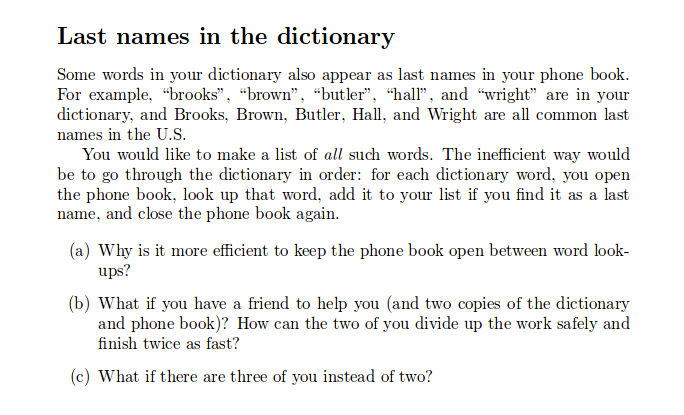 Last names in the dictionary
Some words in your dictionary also appear as last names in your phone book.
For example, “brooks”, “brown”, “butler”, “hall”, and “wright” are in your
dictionary, and Brooks, Brown, Butler, Hall, and Wright are all common last
names in the U.S.
You would like to make a list of all such words. The inefficient way would
be to go through the dictionary in order: for each dictionary word, you open
the phone book, look up that word, add it to your list if you find it as a last
name, and close the phone book again.
(a) Why is it more efficient to keep the phone book open between word look-
ups?
(b) What if you have a friend to help you (and two copies of the dictionary
and phone book)? How can the two of you divide up the work safely and
finish twice as fast?
(c) What if there are three of you instead of two?